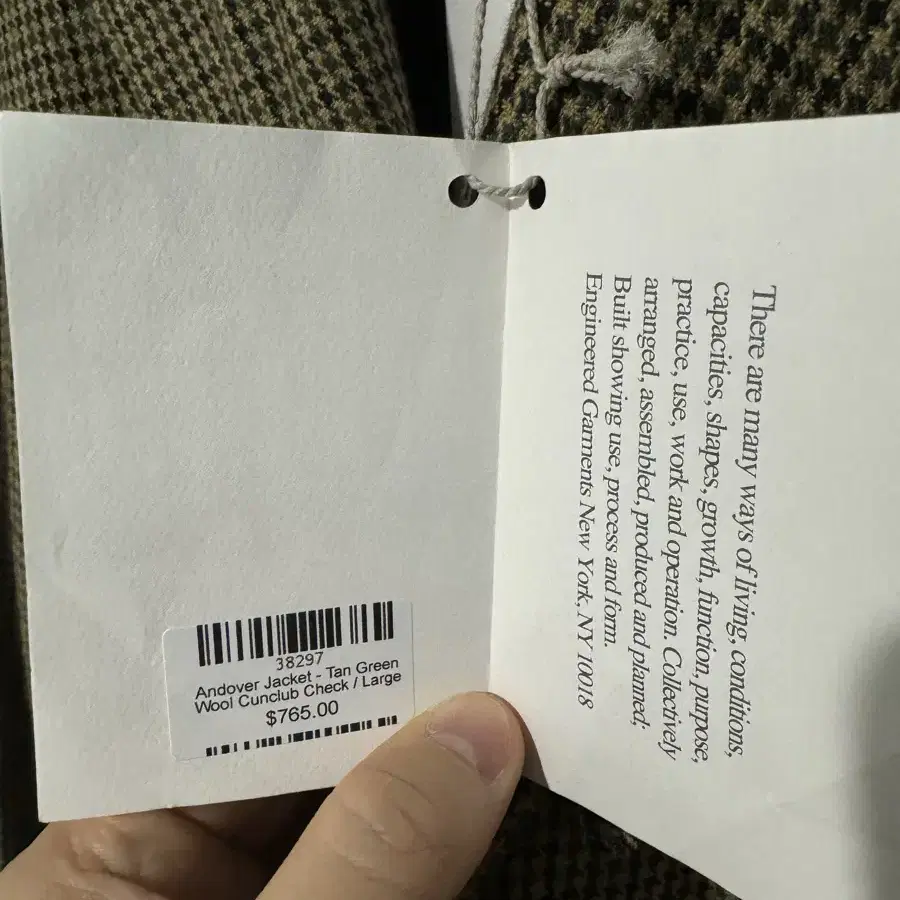 38297
Andover Jacket - Tan Green
Wool Cunclub Check / Large
$765.00
There are many ways of living, conditions,
capacities, shapes, growth, function, purpose,
practice, use, work and operation. Collectively
arranged, assembled, produced and planned;
Built showing use, process and form.
Engineered Garments New York, NY 10018